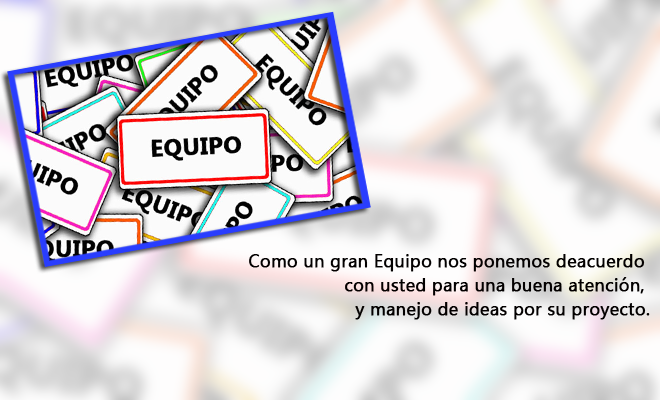 EQUIPO
EQUIPO
EQUIPO
EQUIPO
EQUIPO
Como un gran Equipo nos ponemos deacuerdo
con usted para una buena atención,
y manejo de ideas por su proyecto.